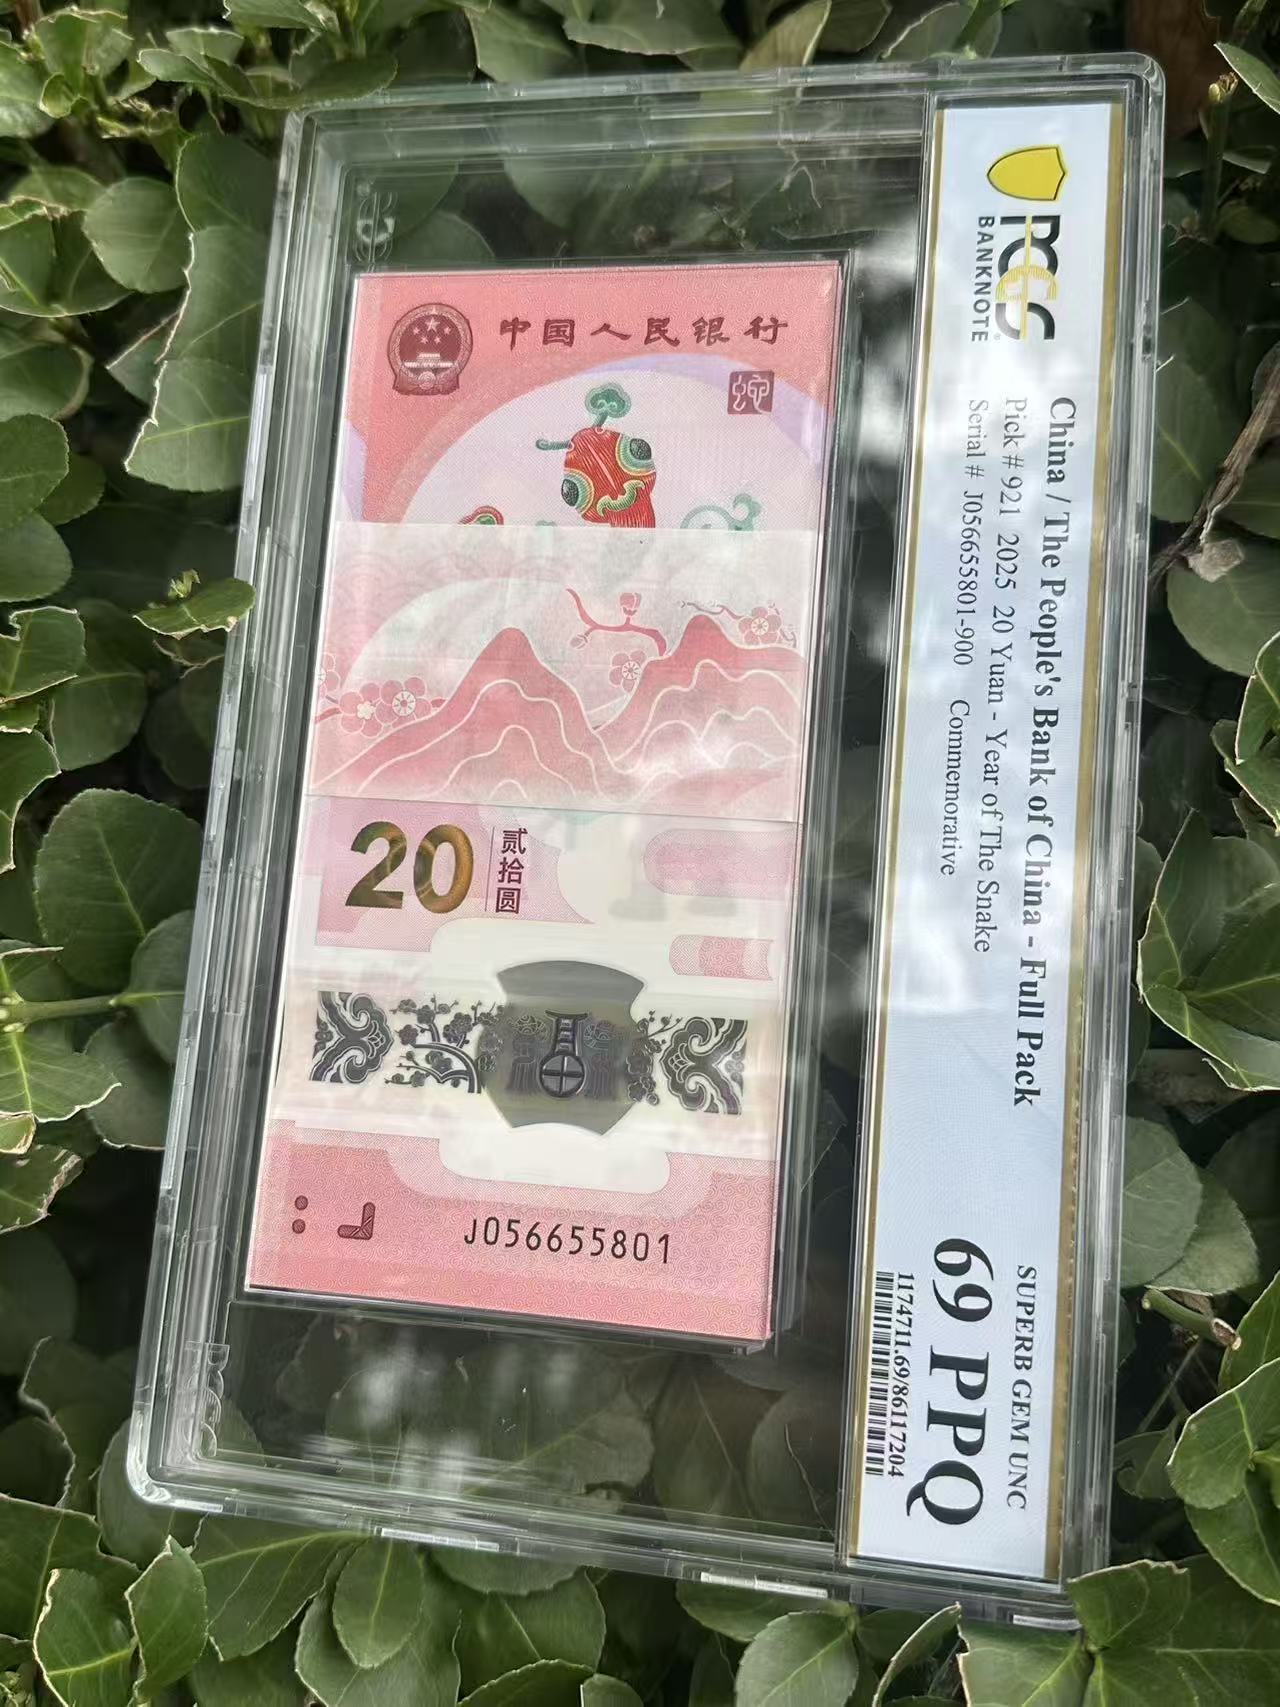 中国人民银行
蛇
20
贰拾圆
J056655801
PCGS
BANKNOTE
China / The People's Bank of China - Full Pack
Pick # 921 2025 20 Yuan - Year of The Snake
Serial # J056655801-900 Commemorative
SUPERB GEM UNC
69 PPQ
1174711.69/86117204